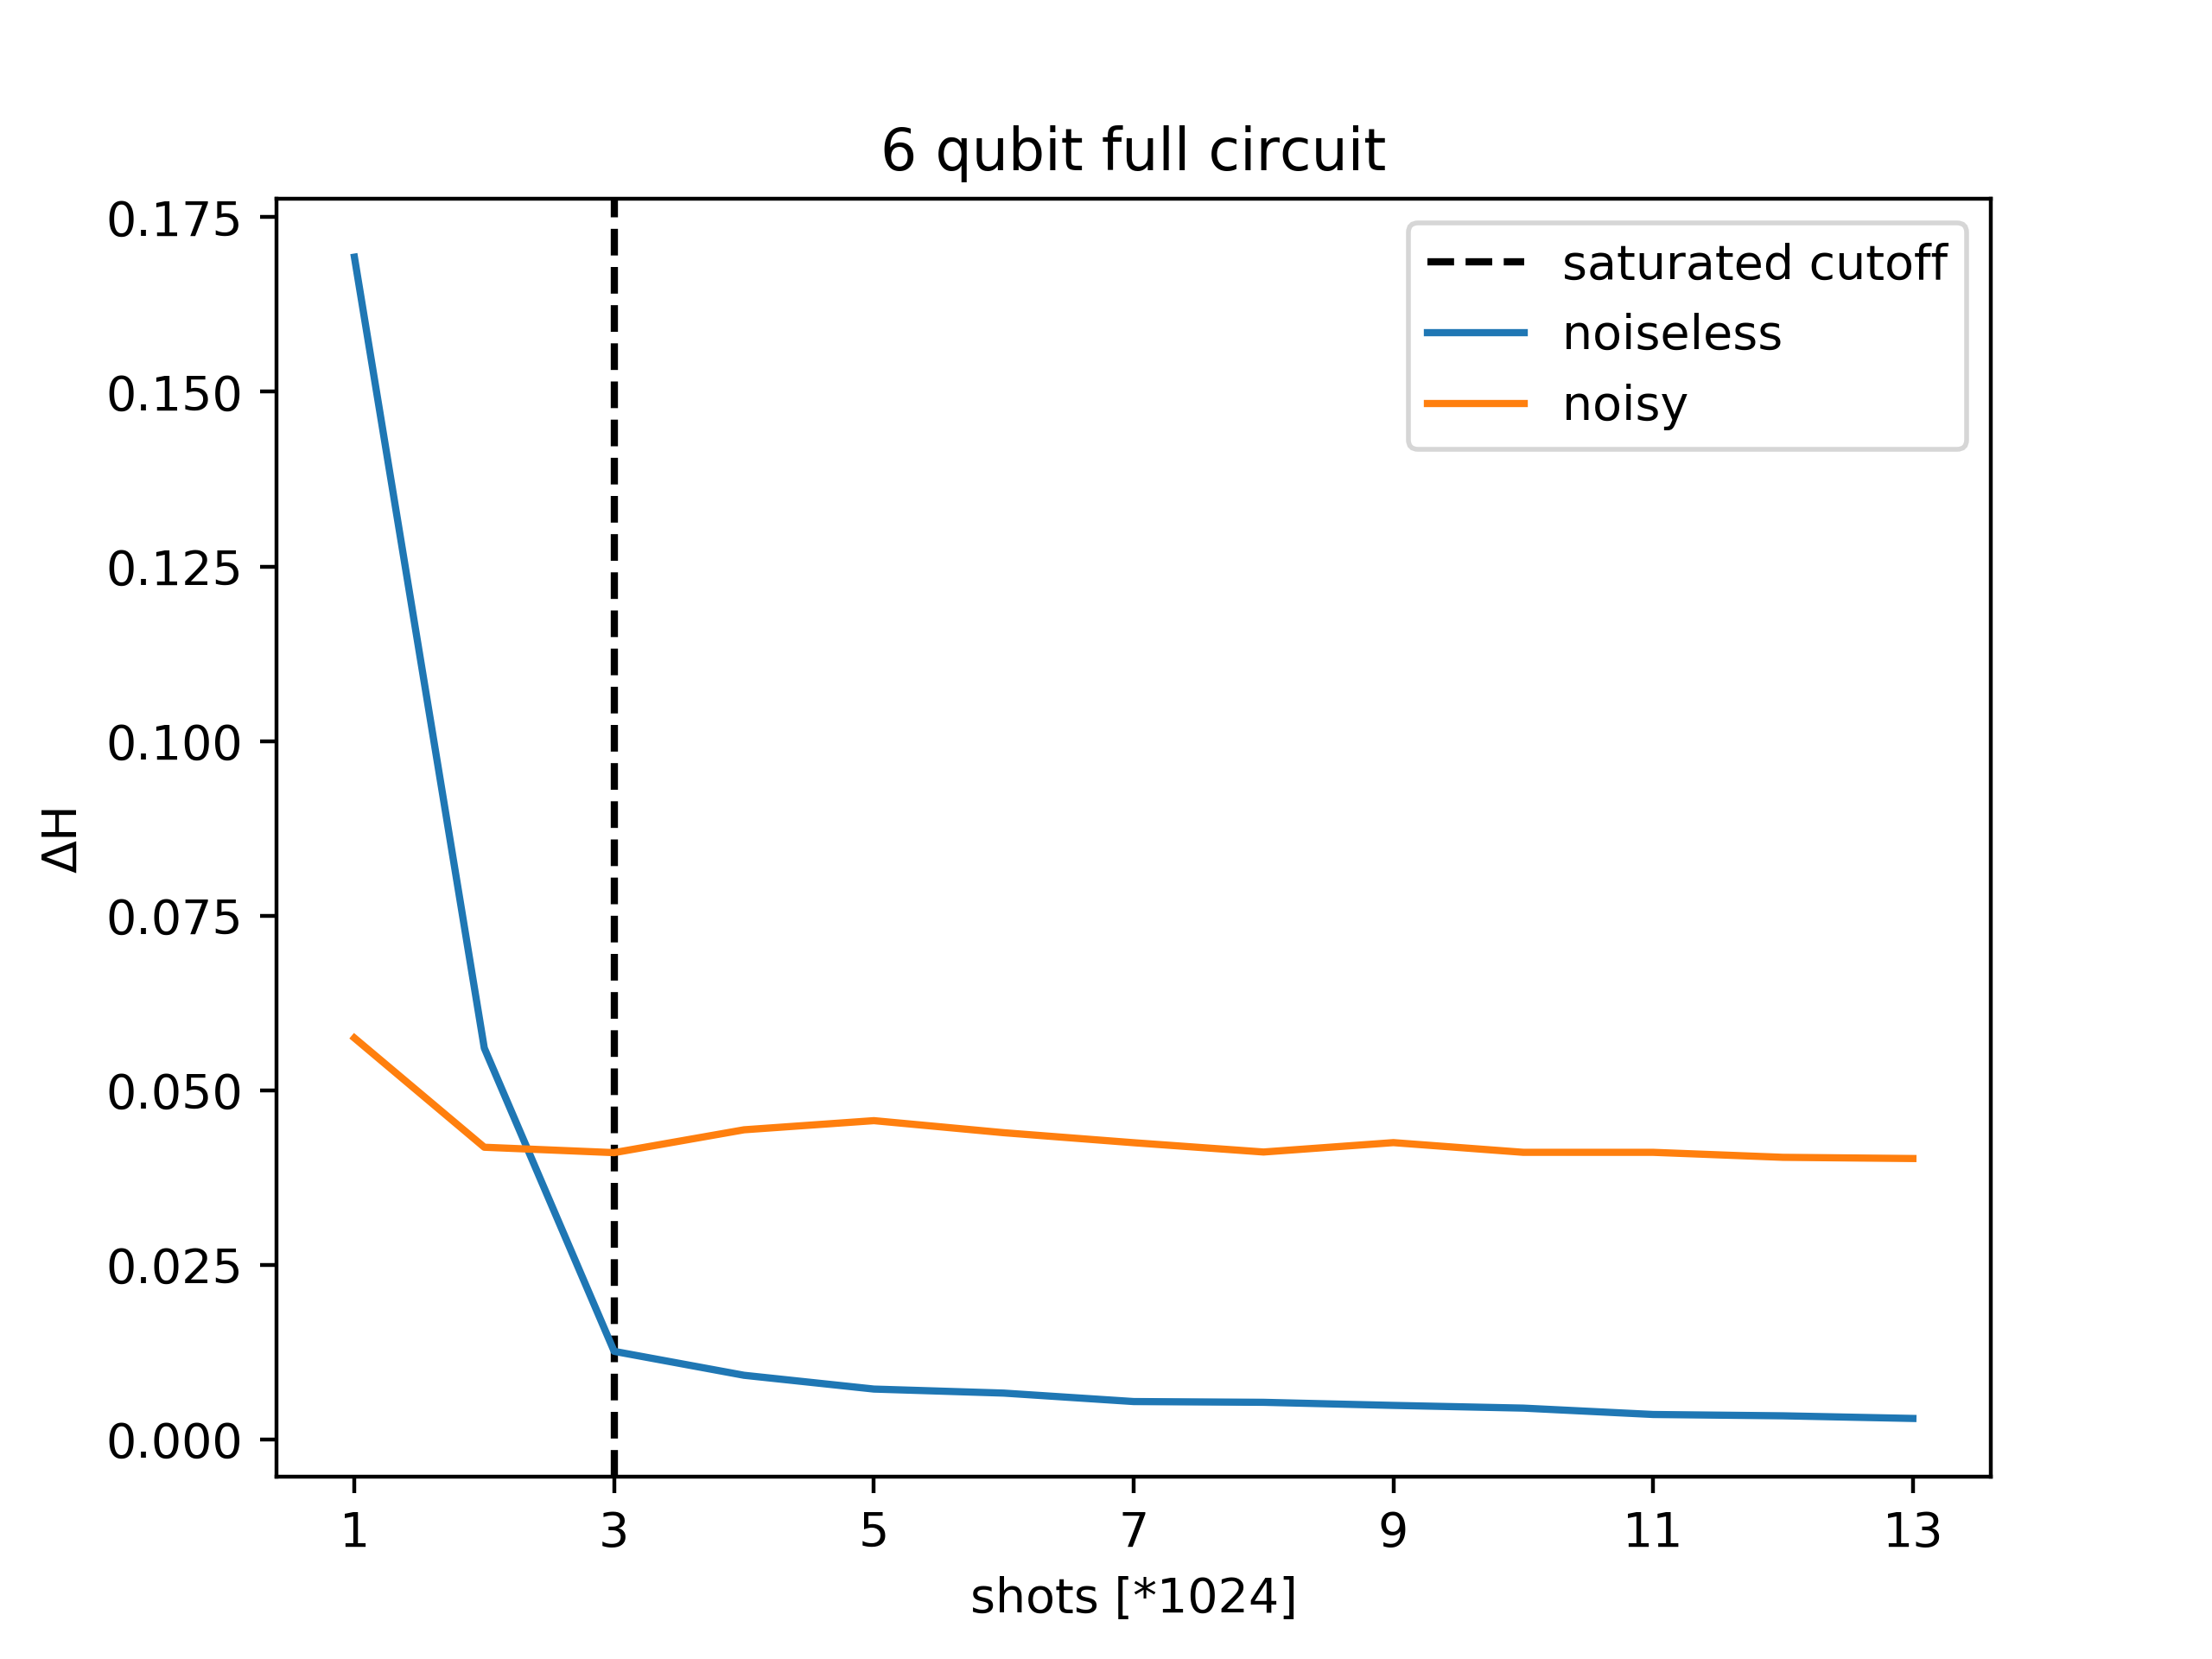 6 qubit full circuit
saturated cutoff
noiseless
noisy
0.175
0.150
0.125
0.100
0.075
0.050
0.025
0.000
ΔH
1 3 5 7 9 11 13
shots [*1024]